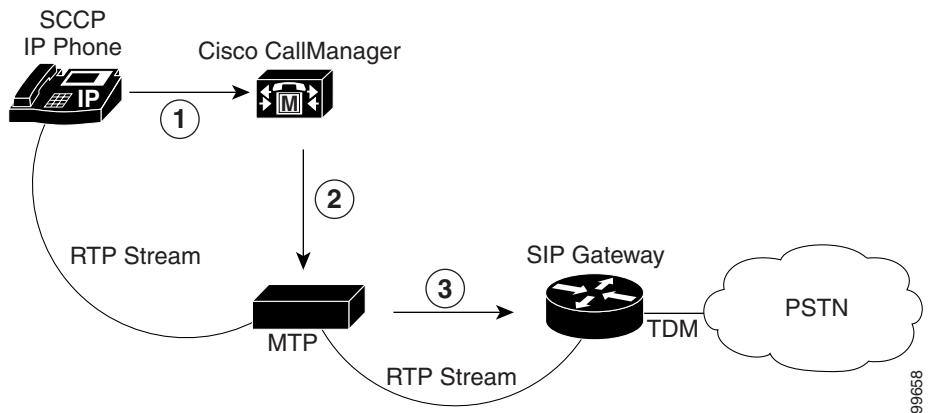 SCCP
IP Phone
Cisco CallManager
IP
M
1
2
RTP Stream
SIP Gateway
3
PSTN
MTP
TDM
RTP Stream
99658